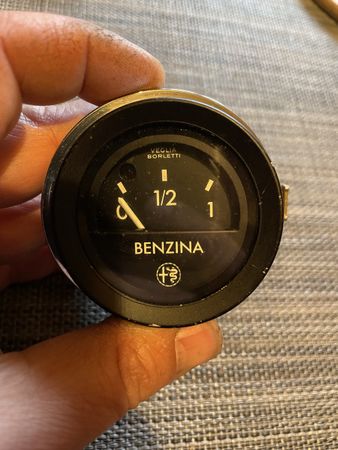 VEGLIA
BORLETTI
0 1/2 1
BENZINA